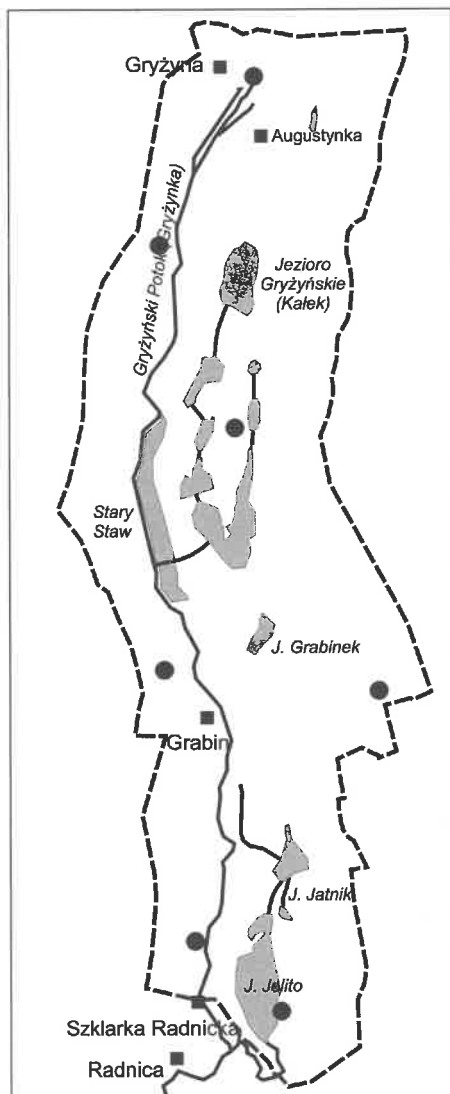 Gryżyna
Augustynka
Gryżyński Potok (Gryżynka)
Jezioro
Gryżyńskie
(Kałek)
Stary
Staw
J. Grabinek
Grabin
J. Jatnik
J. Jelito
Szklarka Radnicka
Radnica